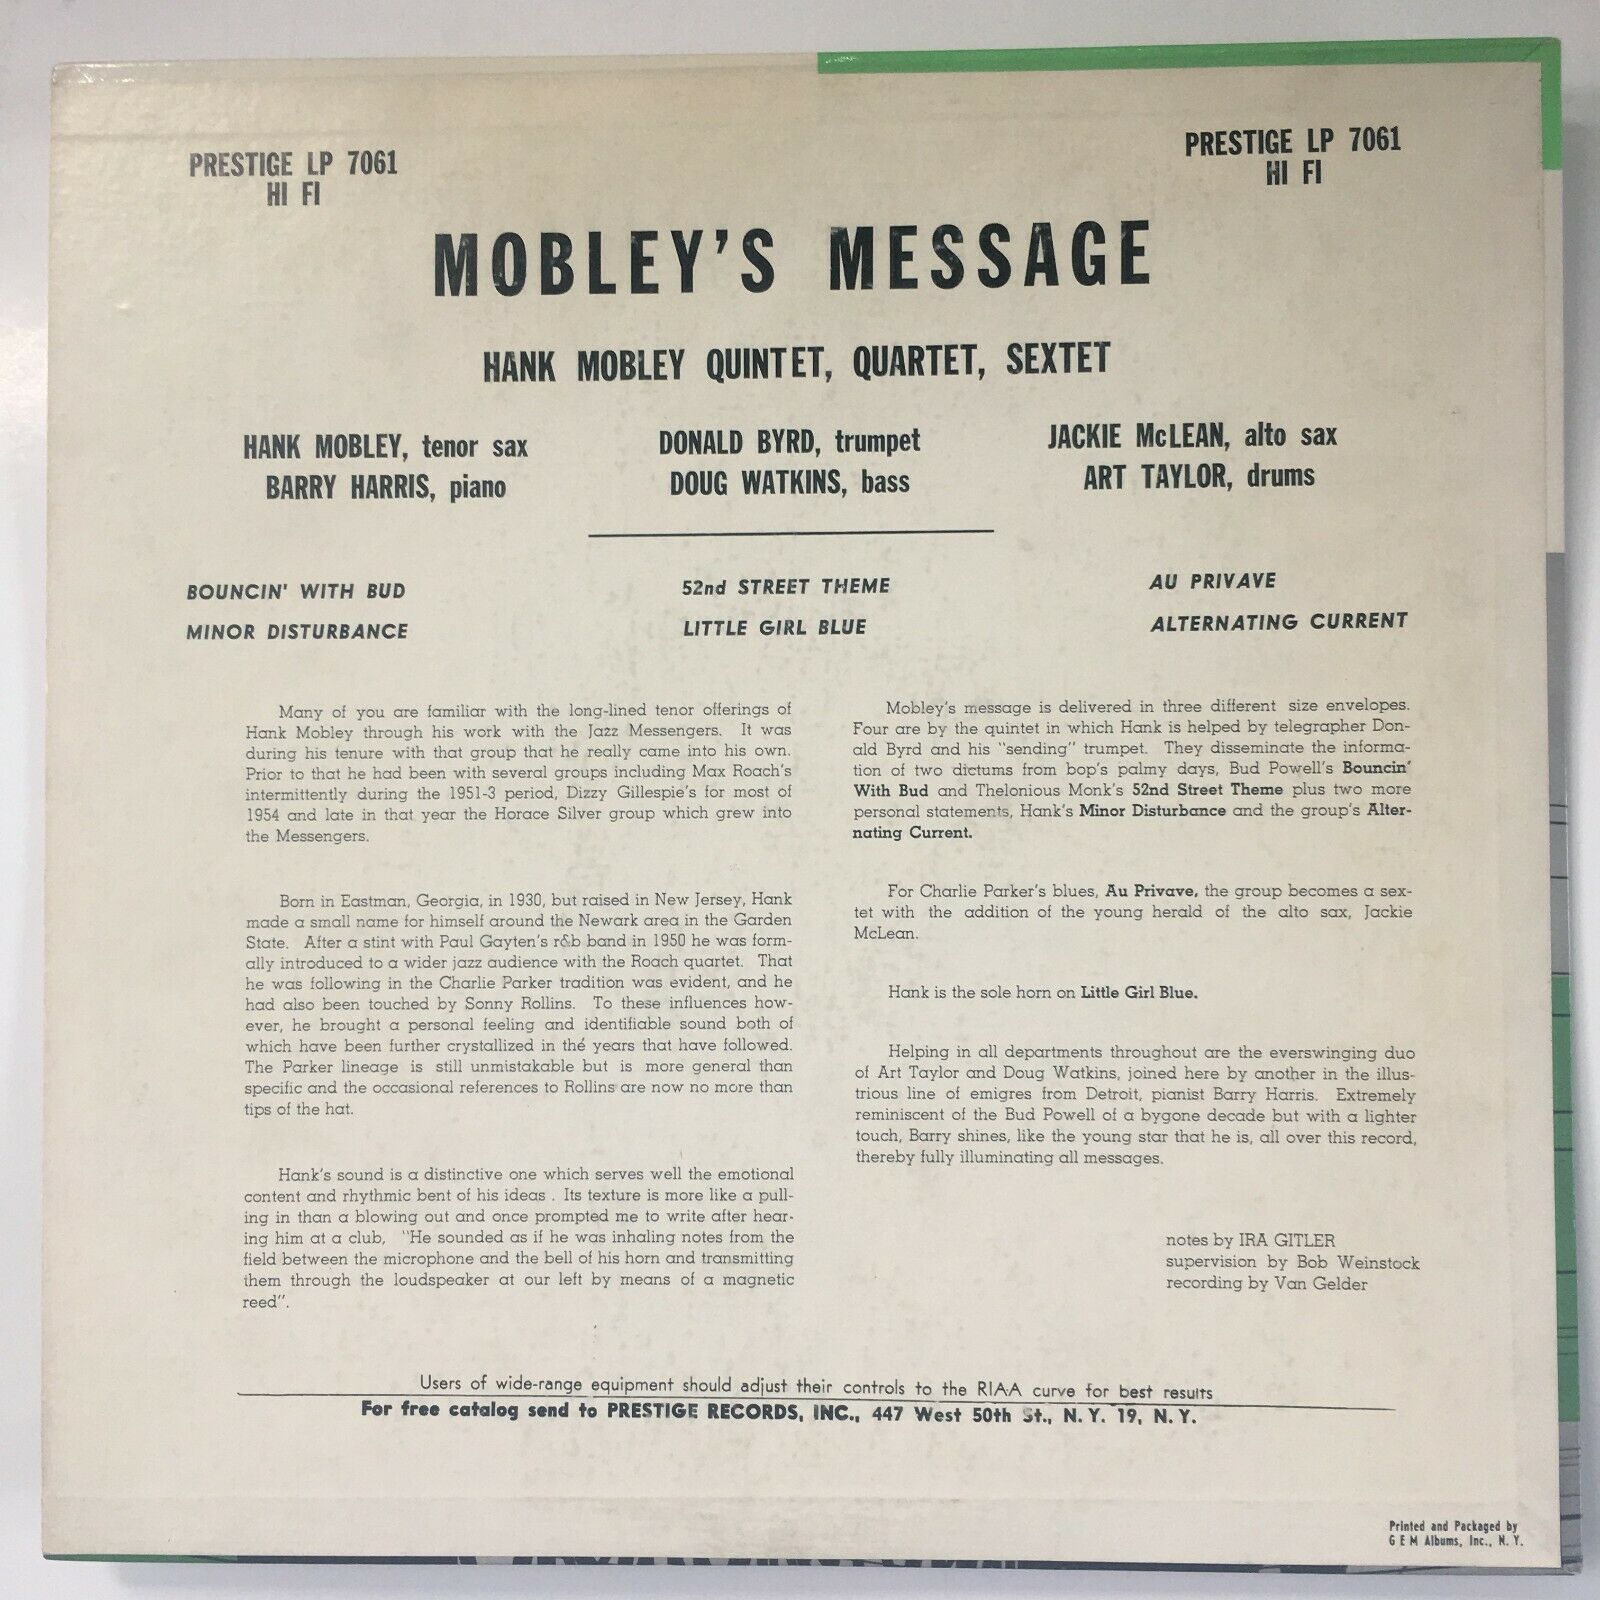 PRESTIGE LP 7061
HI FI
PRESTIGE LP 7061
HI FI
MOBLEY'S MESSAGE
HANK MOBLEY QUINTET, QUARTET, SEXTET
HANK MOBLEY, tenor sax
BARRY HARRIS, piano
DONALD BYRD, trumpet
DOUG WATKINS, bass
JACKIE McLEAN, alto sax
ART TAYLOR, drums
BOUNCIN' WITH BUD
MINOR DISTURBANCE
52nd STREET THEME
LITTLE GIRL BLUE
AU PRIVAVE
ALTERNATING CURRENT
Many of you are familiar with the long-lined tenor offerings of
Hank Mobley through his work with the Jazz Messengers. It was
during his tenure with that group that he really came into his own.
Prior to that he had been with several groups including Max Roach's
intermittently during the 1951-3 period, Dizzy Gillespie's for most of
1954 and late in that year the Horace Silver group which grew into
the Messengers.
Born in Eastman, Georgia, in 1930, but raised in New Jersey, Hank
made a small name for himself around the Newark area in the Garden
State. After a stint with Paul Gayten's r&b band in 1950 he was form-
ally introduced to a wider jazz audience with the Roach quartet. That
he was following in the Charlie Parker tradition was evident, and he
had also been touched by Sonny Rollins. To these influences how-
ever, he brought a personal feeling and identifiable sound both of
which have been further crystallized in thé years that have followed.
The Parker lineage is still unmistakable but is more general than
specific and the occasional references to Rollins are now no more than
tips of the hat.
Hank's sound is a distinctive one which serves well the emotional
content and rhythmic bent of his ideas . Its texture is more like a pull-
ing in than a blowing out and once prompted me to write after hear-
ing him at a club, "He sounded as if he was inhaling notes from the
field between the microphone and the bell of his horn and transmitting
them through the loudspeaker at our left by means of a magnetic
reed".
Mobley's message is delivered in three different size envelopes.
Four are by the quintet in which Hank is helped by telegrapher Don-
ald Byrd and his "sending" trumpet. They disseminate the informa-
tion of two dictums from bop's palmy days, Bud Powell's Bouncin'
With Bud and Thelonious Monk's 52nd Street Theme plus two more
personal statements, Hank's Minor Disturbance and the group's Alter-
nating Current.
For Charlie Parker's blues, Au Privave, the group becomes a sex-
tet with the addition of the young herald of the alto sax, Jackie
McLean.
Hank is the sole horn on Little Girl Blue.
Helping in all departments throughout are the everswinging duo
of Art Taylor and Doug Watkins, joined here by another in the illus-
trious line of emigres from Detroit, pianist Barry Harris. Extremely
reminiscent of the Bud Powell of a bygone decade but with a lighter
touch, Barry shines, like the young star that he is, all over this record,
thereby fully illuminating all messages.
notes by IRA GITLER
supervision by Bob Weinstock
recording by Van Gelder
Users of wide-range equipment should adjust their controls to the RIAA curve for best results
For free catalog send to PRESTIGE RECORDS, INC., 447 West 50th St., N. Y. 19, N. Y.
Printed and Packaged by
G E M Albums, Inc., N. Y.